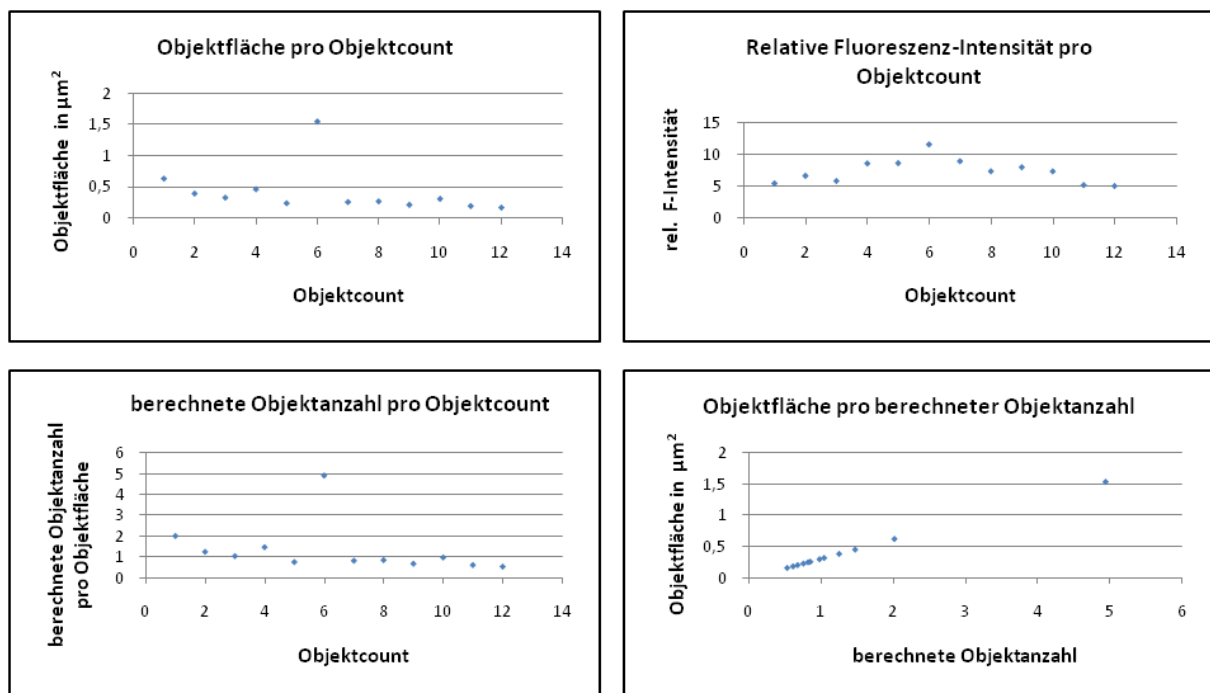 Objektfläche pro Objektcount
Objektfläche in µm²
2
1,5
1
0,5
0
0 2 4 6 8 10 12 14
Objektcount
Relative Fluoreszenz-Intensität pro
Objektcount
rel. F-Intensität
15
10
5
0
0 2 4 6 8 10 12 14
Objektcount
berechnete Objektanzahl pro Objektcount
berechnete Objektanzahl
pro Objektfläche
6
5
4
3
2
1
0
0 2 4 6 8 10 12 14
Objektcount
Objektfläche pro berechneter Objektanzahl
Objektfläche in µm²
2
1,5
1
0,5
0
0 1 2 3 4 5 6
berechnete Objektanzahl